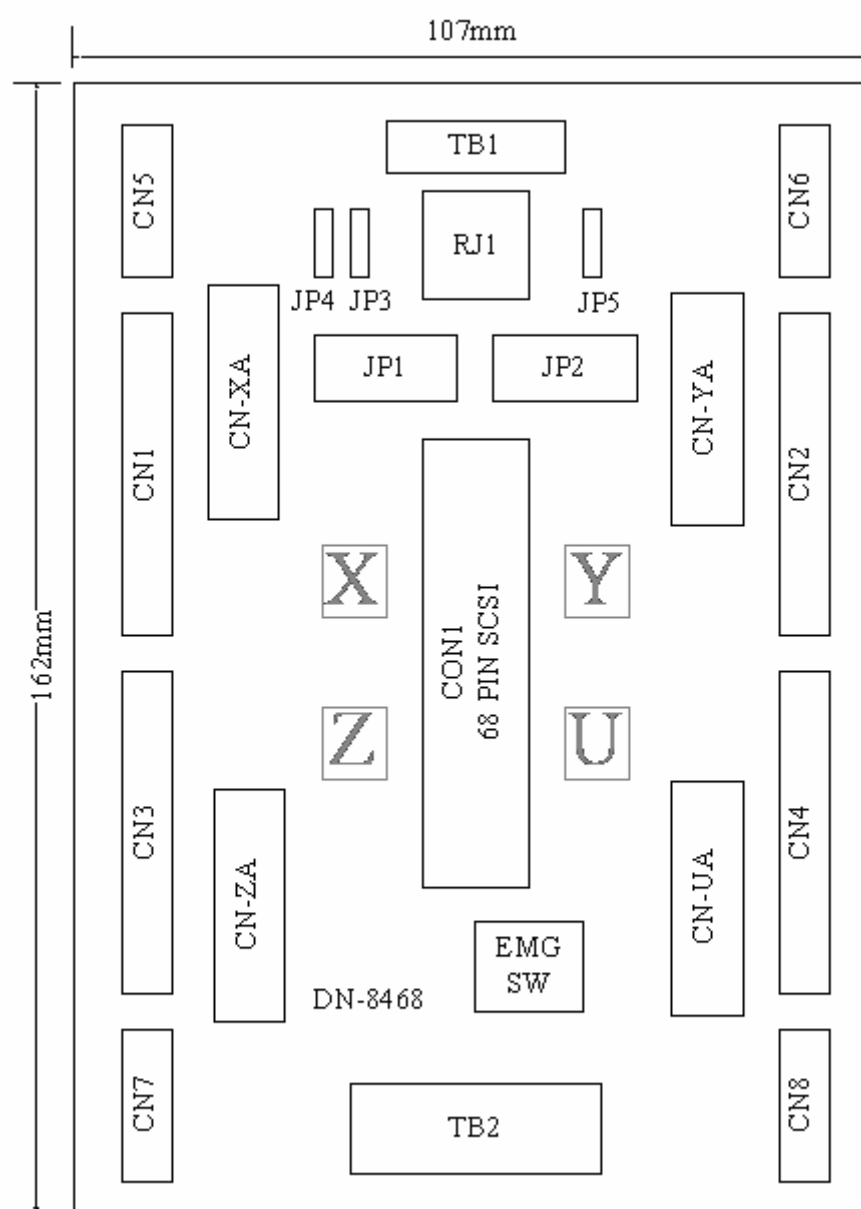 107mm
TB1
CN5
CN6
RJ1
JP4
JP3
JP5
JP1
JP2
CN-XA
CN-YA
CN1
CN2
X
Y
CON1
68 PIN SCSI
162mm
Z
U
CN3
CN4
CN-ZA
CN-UA
EMG
SW
DN-8468
CN7
CN8
TB2